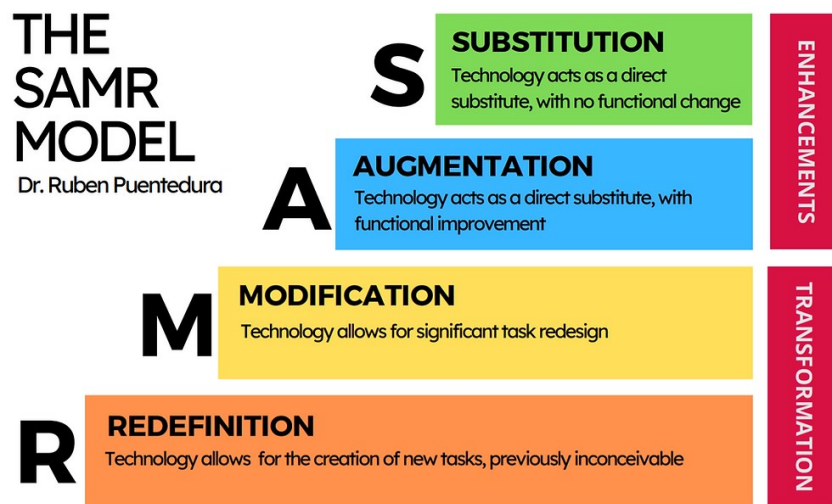 THE
SAMR
MODEL
Dr. Ruben Puentedura
S
SUBSTITUTION
Technology acts as a direct
substitute, with no functional change
A
AUGMENTATION
Technology acts as a direct substitute, with
functional improvement
ENHANCEMENTS
M
MODIFICATION
Technology allows for significant task redesign
R
REDEFINITION
Technology allows for the creation of new tasks, previously inconceivable
TRANSFORMATION